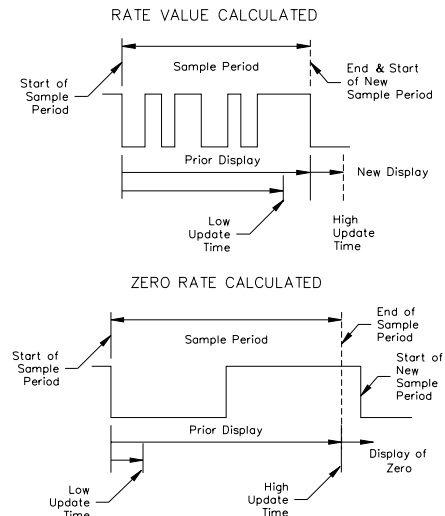 RATE VALUE CALCULATED
Sample Period
Start of
Sample
Period
End & Start
of New
Sample Period
Prior Display
New Display
Low
Update
Time
High
Update
Time
ZERO RATE CALCULATED
Sample Period
Start of
Sample
Period
End of
Sample
Period
Start of
New
Sample
Period
Prior Display
Display of
Zero
Low
Update
Time
High
Update
Time